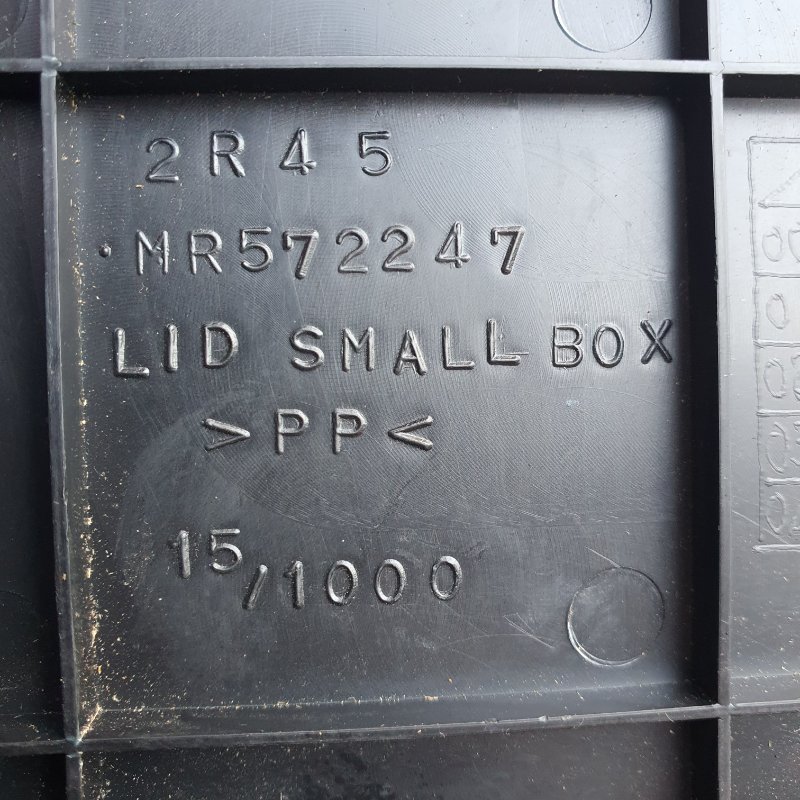 2R45
MR572247
LID SMALL BOX
>PP<
15/1000